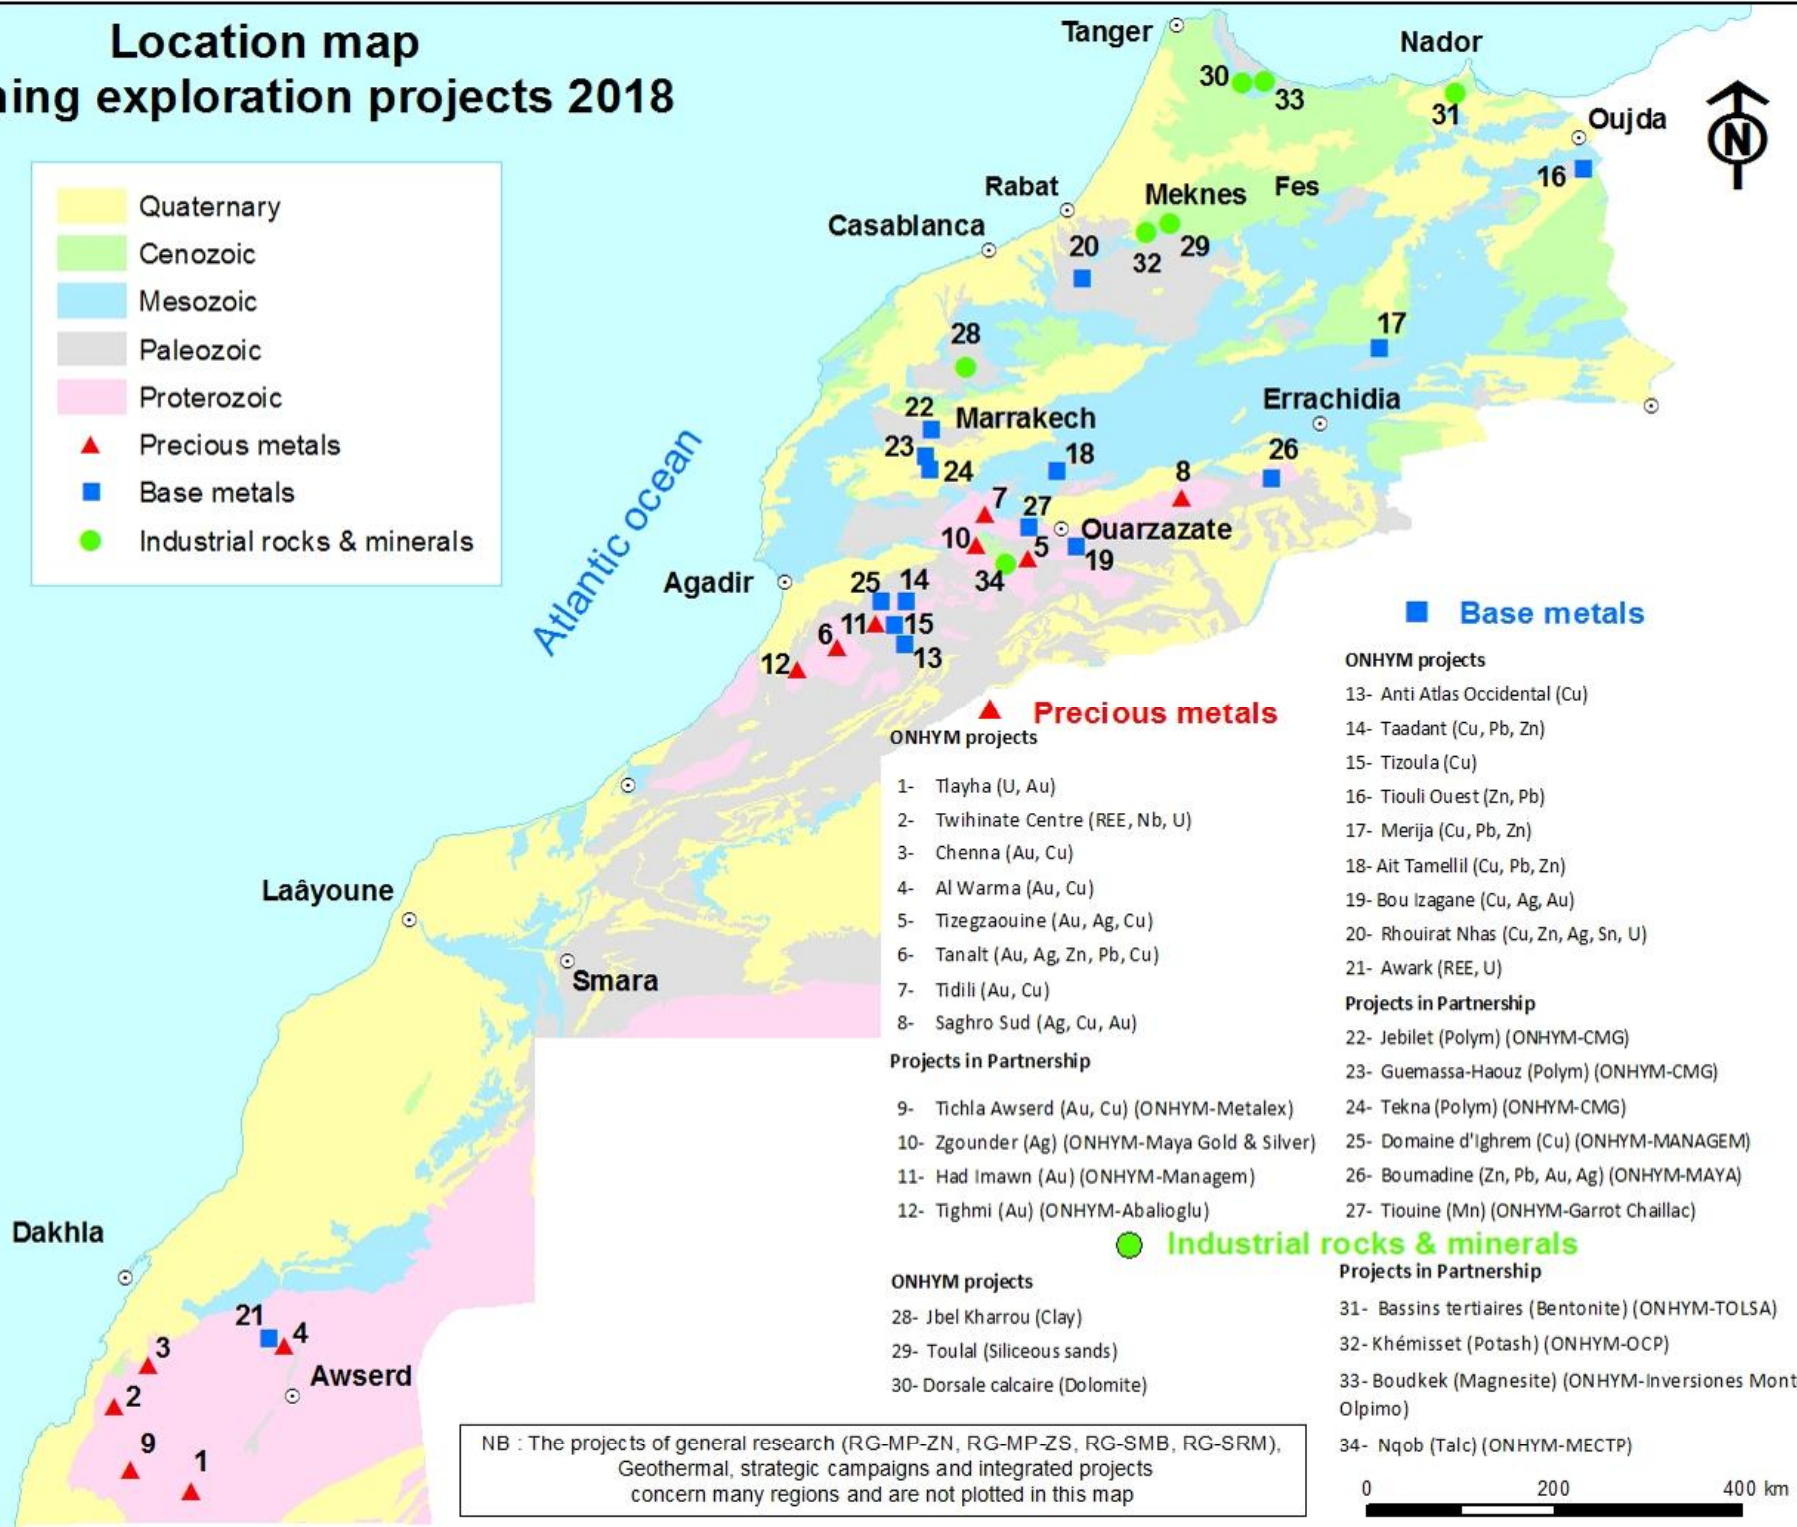 Location map
ning exploration projects 2018
Quaternary
Cenozoic
Mesozoic
Paleozoic
Proterozoic
Precious metals
Base metals
Industrial rocks & minerals
Atlantic ocean
Tanger
Nador
30
33
31
Oujda
16
Rabat
Meknes
Fes
Casablanca
20
32
29
28
17
22
Marrakech
Errachidia
23
24
18
8
26
7
27
10
5
Ouarzazate
34
19
Agadir
25
14
11
15
6
13
12
Laâyoune
Smara
Dakhla
21
4
3
Awserd
2
9
1
N
Precious metals
ONHYM projects
1- Tlayha (U, Au)
2- Twihinate Centre (REE, Nb, U)
3- Chenna (Au, Cu)
4- Al Warma (Au, Cu)
5- Tizegzaouine (Au, Ag, Cu)
6- Tanalt (Au, Ag, Zn, Pb, Cu)
7- Tidili (Au, Cu)
8- Saghro Sud (Ag, Cu, Au)
Projects in Partnership
9- Tichla Awserd (Au, Cu) (ONHYM-Metalex)
10- Zgounder (Ag) (ONHYM-Maya Gold & Silver)
11- Had Imawn (Au) (ONHYM-Managem)
12- Tighmi (Au) (ONHYM-Abalioglu)
Base metals
ONHYM projects
13- Anti Atlas Occidental (Cu)
14- Taadant (Cu, Pb, Zn)
15- Tizoula (Cu)
16- Tiouli Ouest (Zn, Pb)
17- Merija (Cu, Pb, Zn)
18- Ait Tamellil (Cu, Pb, Zn)
19- Bou Izagane (Cu, Ag, Au)
20- Rhouirat Nhas (Cu, Zn, Ag, Sn, U)
21- Awark (REE, U)
Projects in Partnership
22- Jebilet (Polym) (ONHYM-CMG)
23- Guemassa-Haouz (Polym) (ONHYM-CMG)
24- Tekna (Polym) (ONHYM-CMG)
25- Domaine d'Ighrem (Cu) (ONHYM-MANAGEM)
26- Boumadine (Zn, Pb, Au, Ag) (ONHYM-MAYA)
27- Tiouine (Mn) (ONHYM-Garrot Chaillac)
Industrial rocks & minerals
ONHYM projects
28- Jbel Kharrou (Clay)
29- Toulal (Siliceous sands)
30- Dorsale calcaire (Dolomite)
Projects in Partnership
31- Bassins tertiaires (Bentonite) (ONHYM-TOLSA)
32- Khémisset (Potash) (ONHYM-OCP)
33- Boudkek (Magnesite) (ONHYM-Inversiones Mont
Olpimo)
34- Nqob (Talc) (ONHYM-MECTP)
NB : The projects of general research (RG-MP-ZN, RG-MP-ZS, RG-SMB, RG-SRM),
Geothermal, strategic campaigns and integrated projects
concern many regions and are not plotted in this map
0 200 400 km